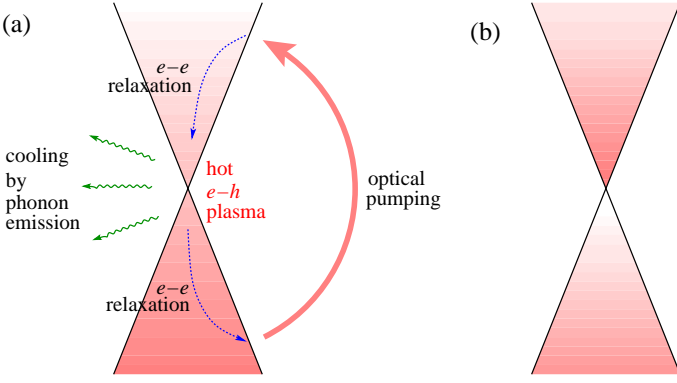 (a)
e−e
relaxation
cooling
by
phonon
emission
hot
e−h
plasma
optical
pumping
e−e
relaxation
(b)